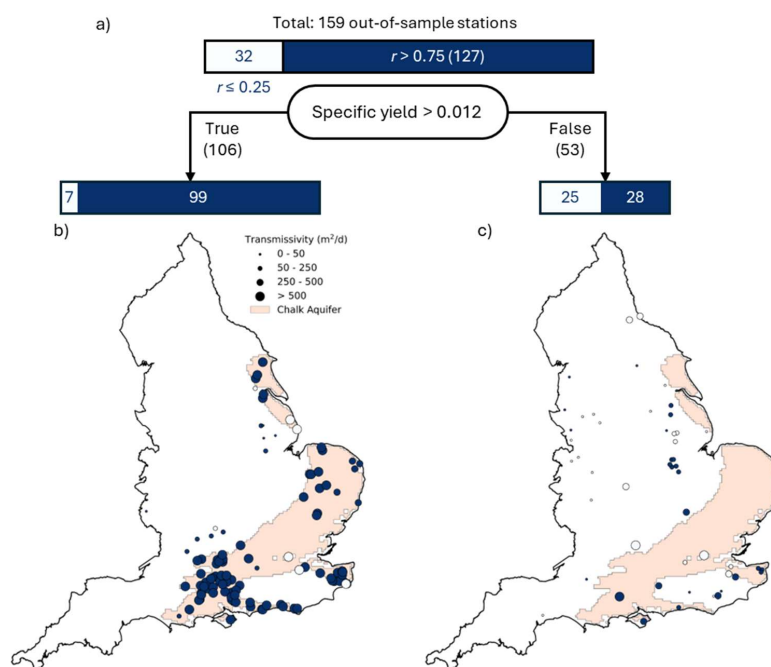 a)
Total: 159 out-of-sample stations
32
r > 0.75 (127)
r ≤ 0.25
Specific yield > 0.012
True
(106)
False
(53)
7
99
25
28
b)
Transmissivity (m²/d)
0 - 50
50 - 250
250 - 500
> 500
Chalk Aquifer
c)